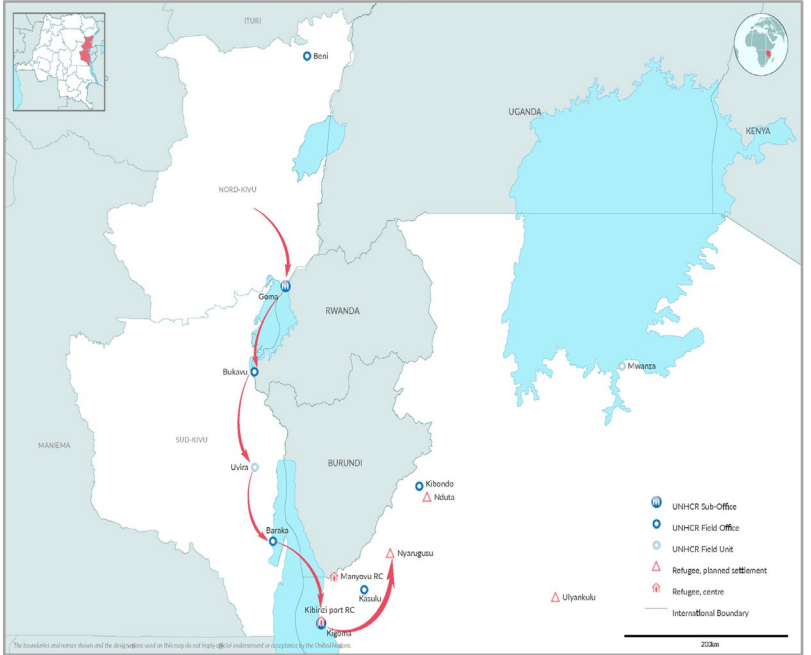 ITURI
Beni
UGANDA
KENYA
NORD-KIVU
Goma
RWANDA
Bukavu
Mwanza
MANIEMA
SUD-KIVU
BURUNDI
Uvira
Kibondo
Nduta
Baraka
Nyarugusu
Manyovu RC
Kasulu
Ulyankulu
Kibirizi port RC
Kigoma
UNHCR Sub-Office
UNHCR Field Office
UNHCR Field Unit
Refugee, planned settlement
Refugee, centre
International Boundary
200km
The boundaries and names shown and the designations used on this map do not imply official endorsement or acceptance by the United Nations.